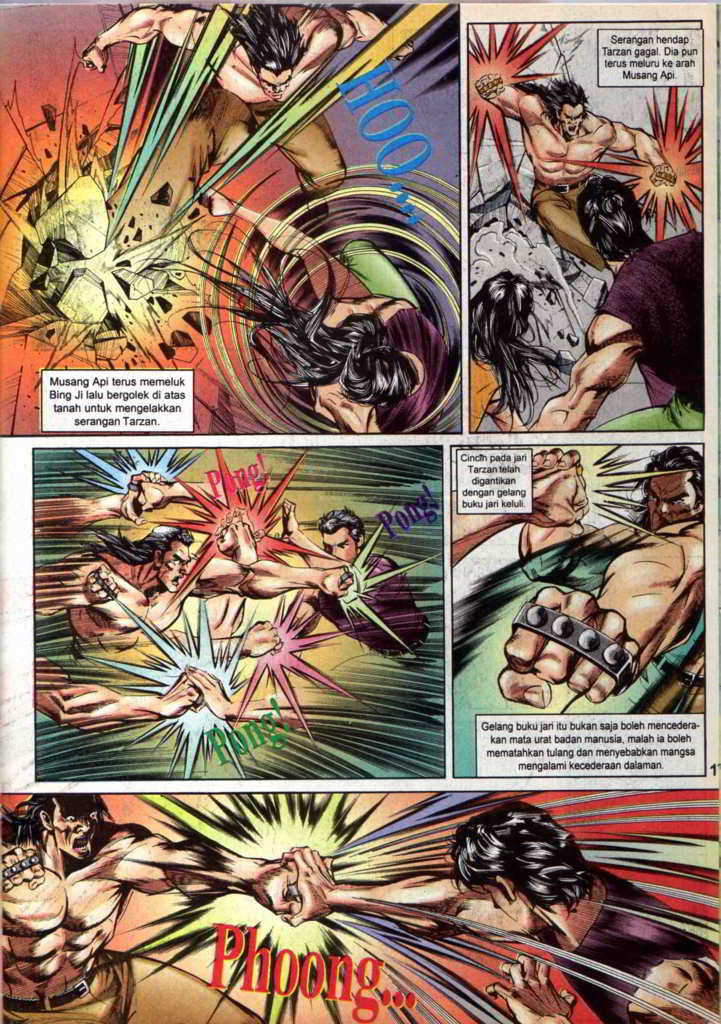 HOO...
Musang Api terus memeluk
Bing Ji lalu bergolek di atas
tanah untuk mengelakkan
serangan Tarzan.
Serangan hendap
Tarzan gagal. Dia pun
terus meluru ke arah
Musang Api.
Pong!
Pong!
Pong!
Cincin pada jari
Tarzan telah
digantikan
dengan gelang
buku jari keluli.
Gelang buku jari itu bukan saja boleh mencedera-
kan mata urat badan manusia, malah ia boleh
mematahkan tulang dan menyebabkan mangsa
mengalami kecederaan dalaman.
Phoong...